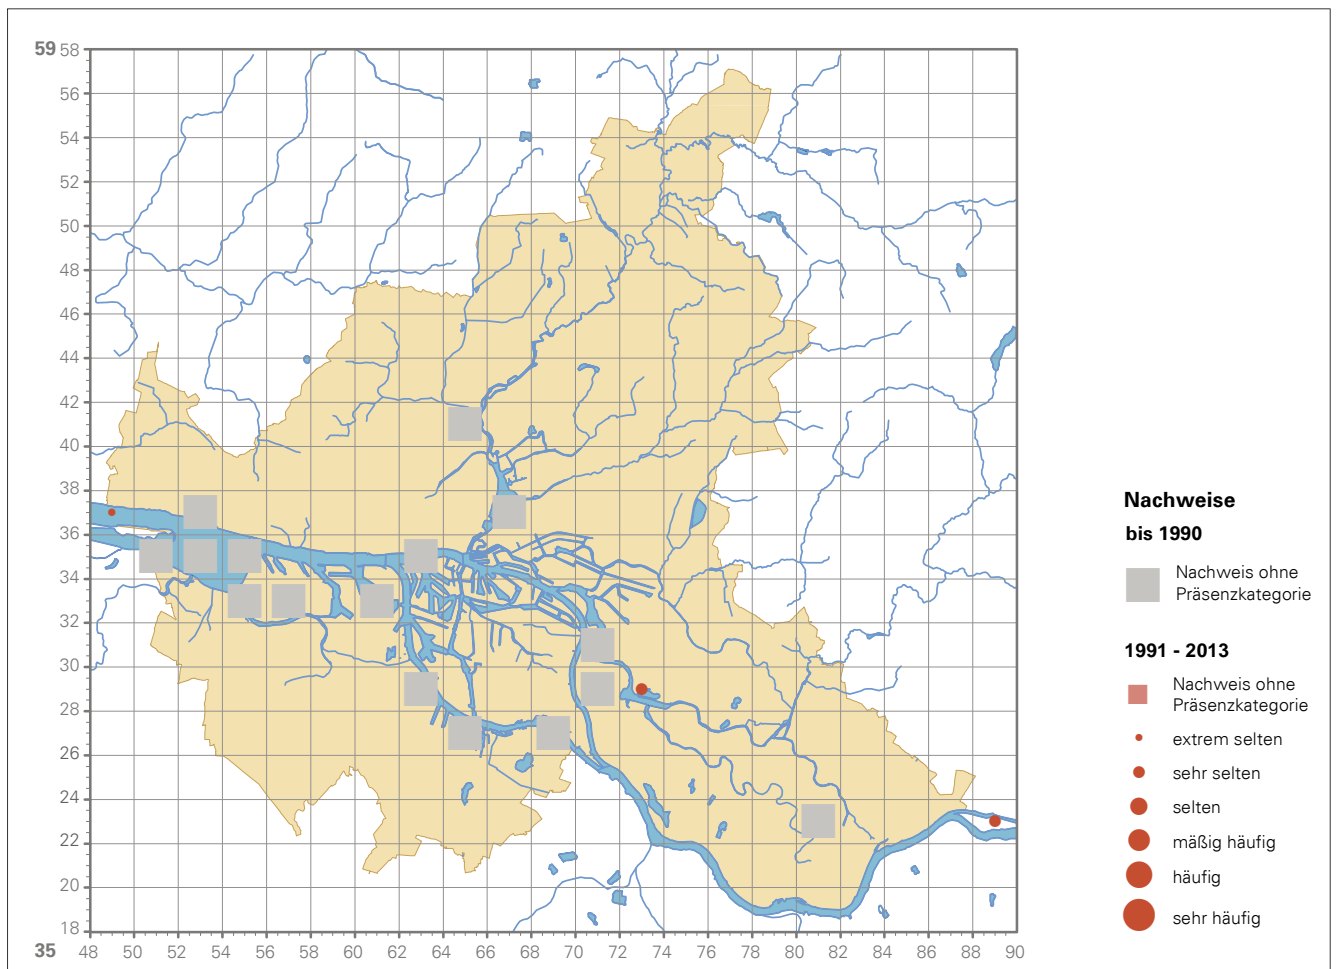 59 58
56
54
52
50
48
46
44
42
40
38
36
34
32
30
28
26
24
22
20
18
35 48 50 52 54 56 58 60 62 64 66 68 70 72 74 76 78 80 82 84 86 88 90
Nachweise
bis 1990
Nachweis ohne
Präsenzkategorie
1991 - 2013
Nachweis ohne
Präsenzkategorie
extrem selten
sehr selten
selten
mäßig häufig
häufig
sehr häufig